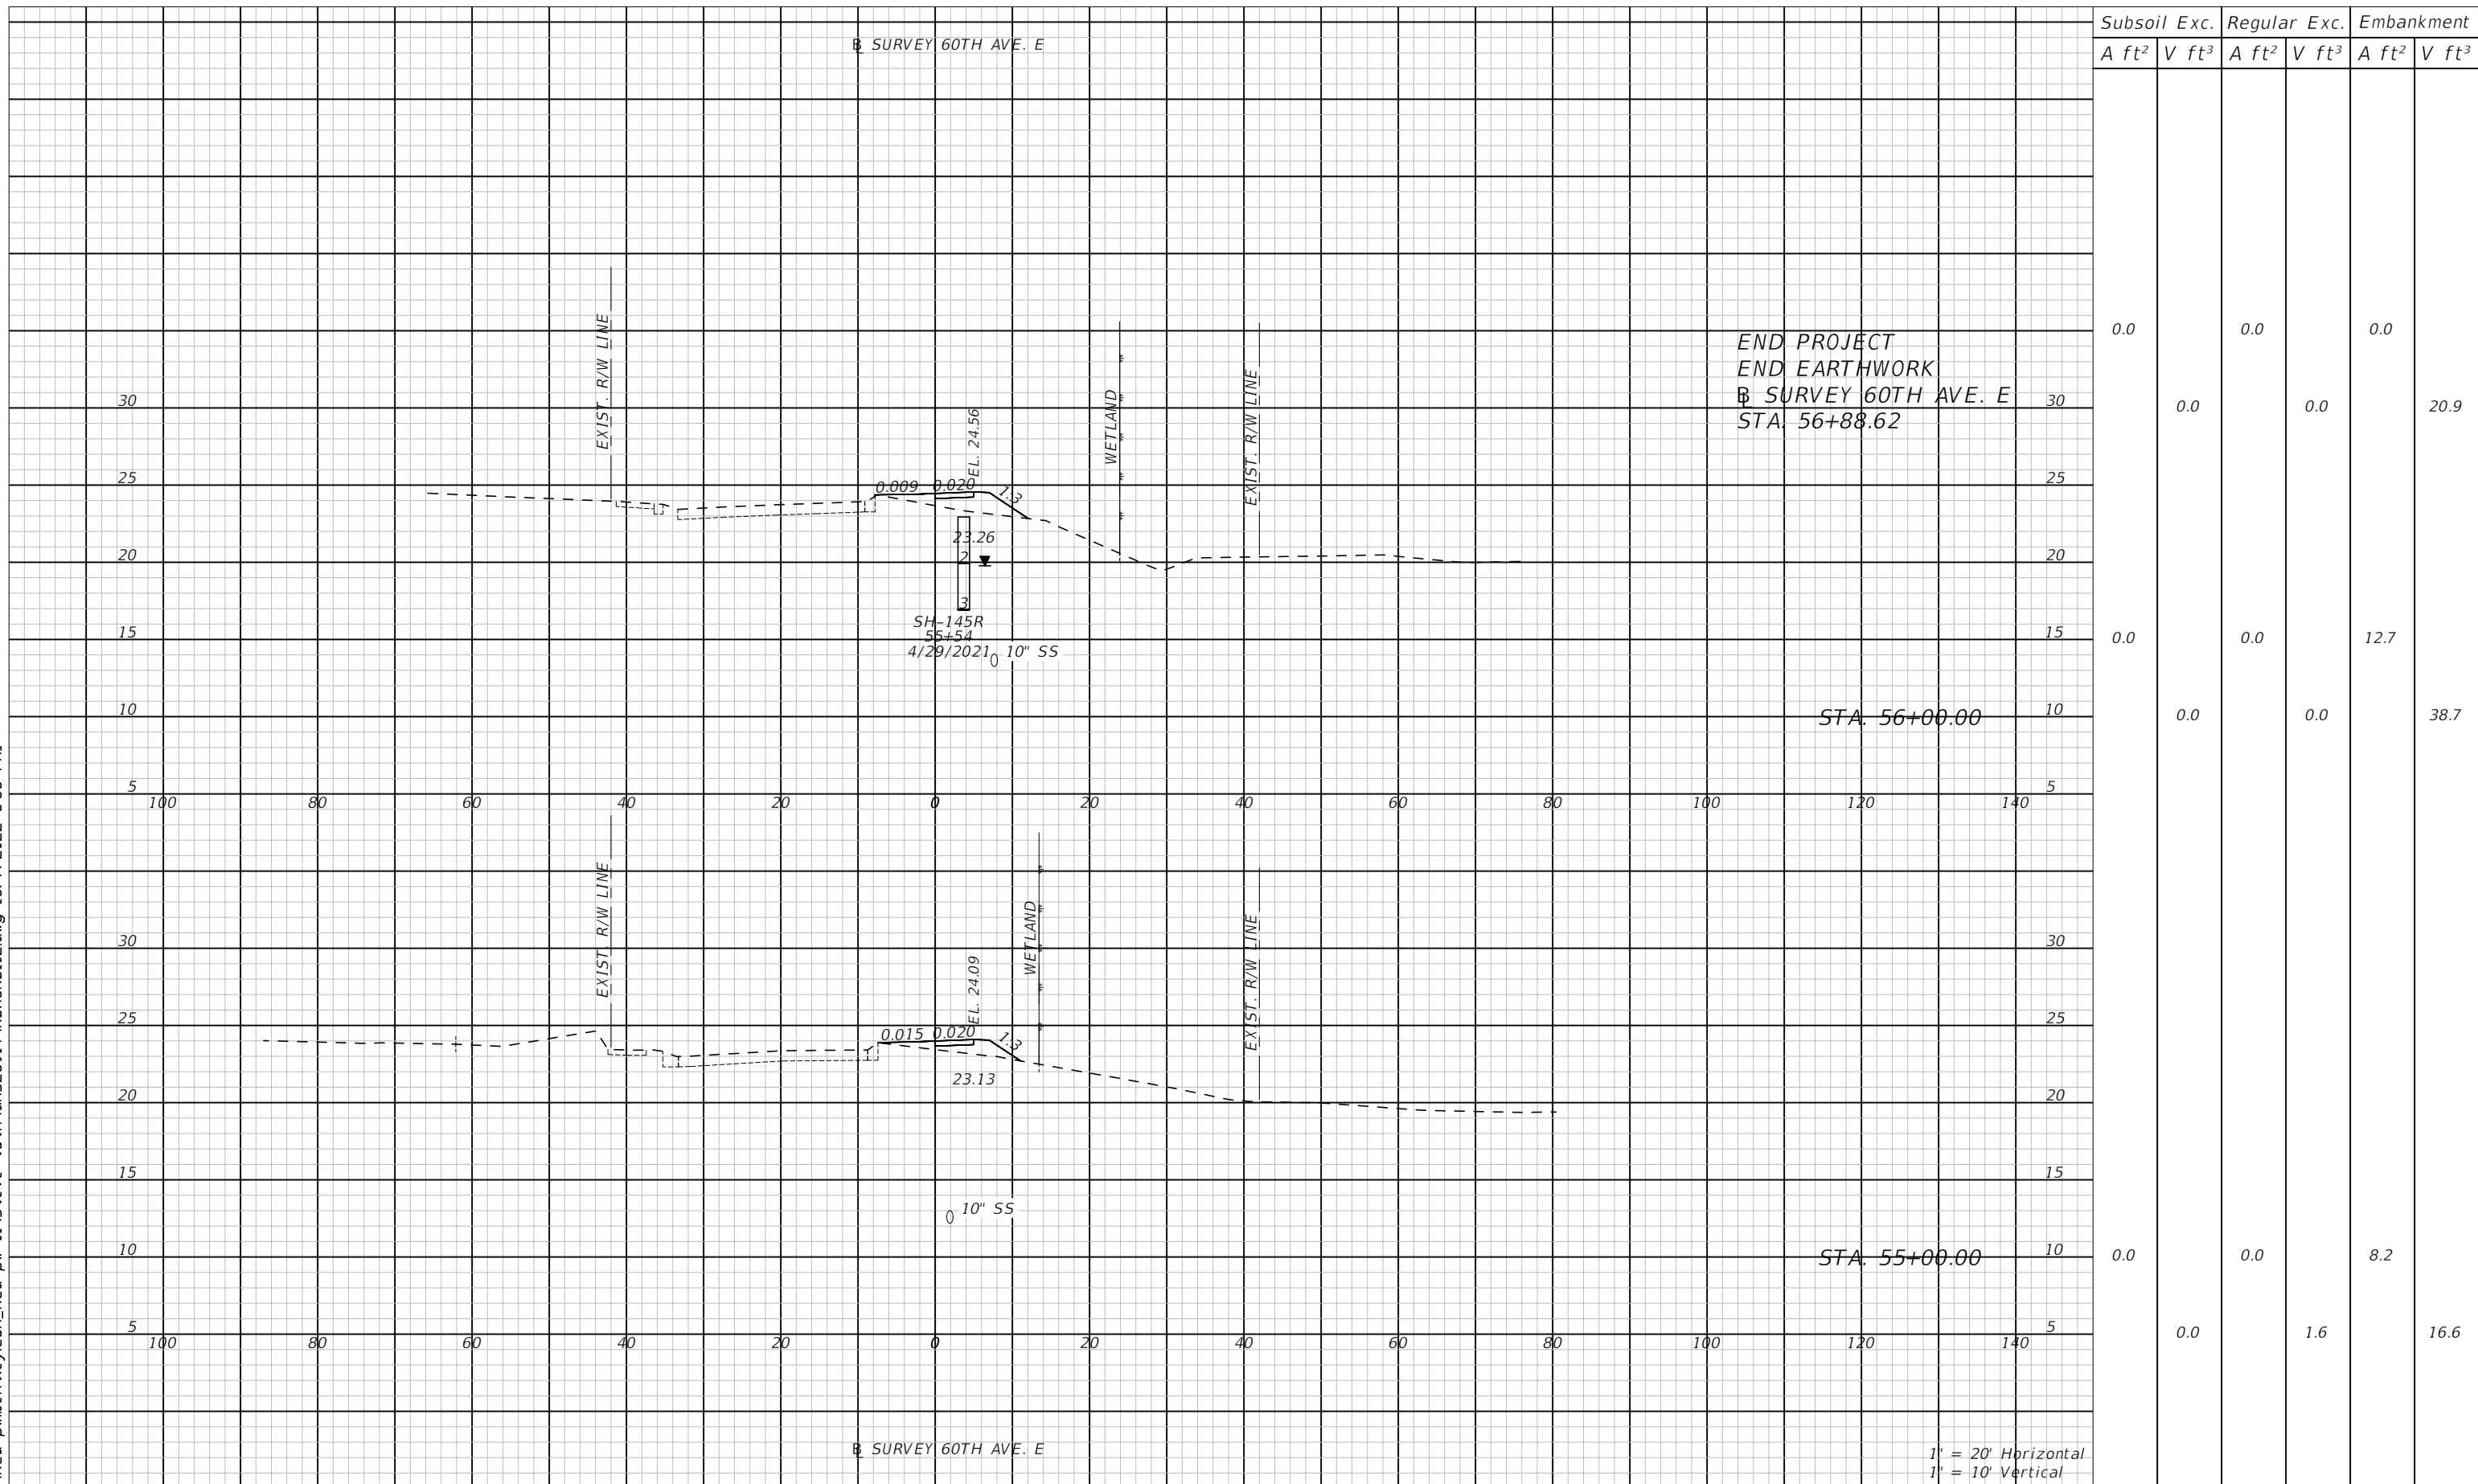 Subsoil Exc. Regular Exc. Embankment
A ft² V ft³ A ft² V ft³ A ft² V ft³
℄ SURVEY 60TH AVE. E
0.0 0.0 0.0
END PROJECT
END EARTHWORK
℄ SURVEY 60TH AVE. E
STA. 56+88.62
0.0 0.0 20.9
EXIST. R/W LINE
EL. 24.56
WETLAND
EXIST. R/W LINE
30 30
25 25
0.009 0.020 1:3
23.26
2
20 20
3
SH-145R
55+54
4/29/2021
10" SS
15 15
0.0 0.0 12.7
10 10
STA. 56+00.00
0.0 0.0 38.7
5 5
100 80 60 40 20 0 20 40 60 80 100 120 140
EXIST. R/W LINE
EL. 24.09
WETLAND
EXIST. R/W LINE
30 30
25 25
0.015 0.020 1:3
23.13
20 20
15 15
10" SS
10 10
STA. 55+00.00
0.0 0.0 8.2
5 5
0.0 1.6 16.6
100 80 60 40 20 0 20 40 60 80 100 120 140
℄ SURVEY 60TH AVE. E
1" = 20' Horizontal
1" = 10' Vertical